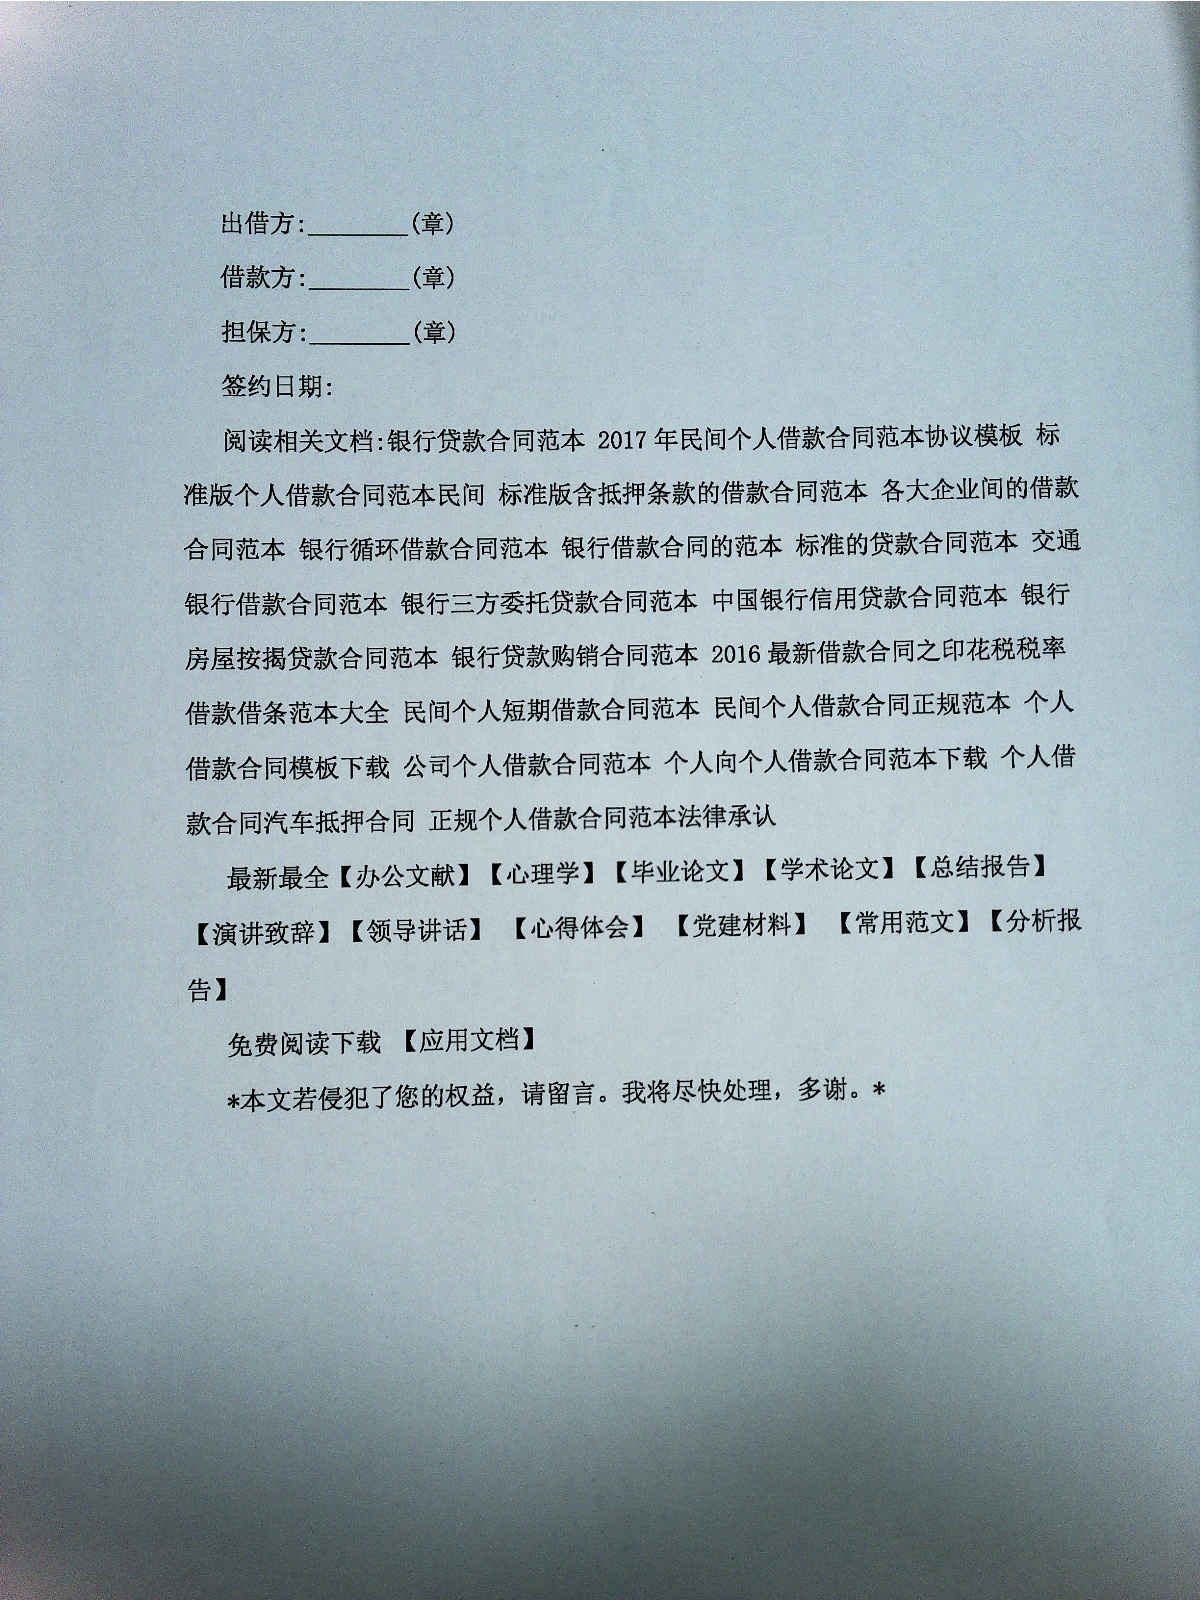 出借方:________(章)
借款方:________(章)
担保方:________(章)
签约日期:
阅读相关文档:银行贷款合同范本 2017 年民间个人借款合同范本协议模板 标
准版个人借款合同范本民间 标准版含抵押条款的借款合同范本 各大企业间的借款
合同范本 银行循环借款合同范本 银行借款合同的范本 标准的贷款合同范本 交通
银行借款合同范本 银行三方委托贷款合同范本 中国银行信用贷款合同范本 银行
房屋按揭贷款合同范本 银行贷款购销合同范本 2016 最新借款合同之印花税税率
借款借条范本大全 民间个人短期借款合同范本 民间个人借款合同正规范本 个人
借款合同模板下载 公司个人借款合同范本 个人向个人借款合同范本下载 个人借
款合同汽车抵押合同 正规个人借款合同范本法律承认
最新最全【办公文献】【心理学】【毕业论文】【学术论文】【总结报告】
【演讲致辞】【领导讲话】 【心得体会】 【党建材料】 【常用范文】【分析报
告】
免费阅读下载 【应用文档】
*本文若侵犯了您的权益，请留言。我将尽快处理，多谢。*